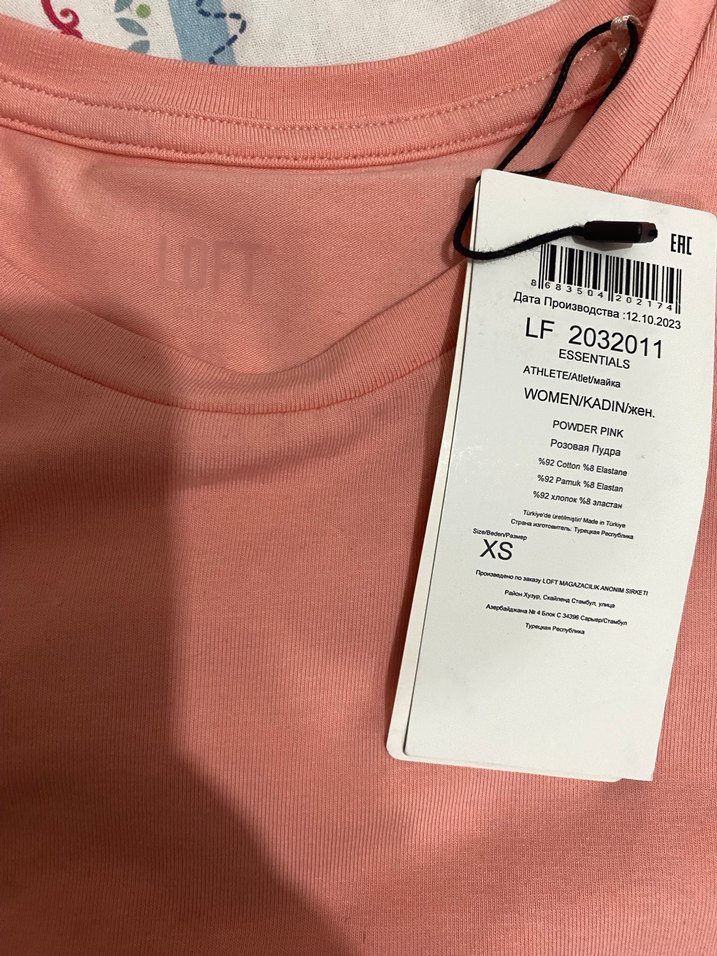 LOFT
EAC
8 683504 202174
Дата Производства :12.10.2023
LF 2032011
ESSENTIALS
ATHLETE/Atlet/майка
WOMEN/KADIN/жен.
POWDER PINK
Розовая Пудра
%92 Cotton %8 Elastane
%92 Pamuk %8 Elastan
%92 хлопок %8 эластан
Türkiye'de üretilmiştir/ Made in Türkiye
Страна изготовитель: Турецкая Республика
Size/Beden/Размер
XS
Произведено по заказу LOFT MAGAZACILIK ANONIM SIRKETI
Район Хузур, Скайленд Стамбул, улица
Азербайджана № 4 Блок C 34396 Сарыер/Стамбул
Турецкая Республика